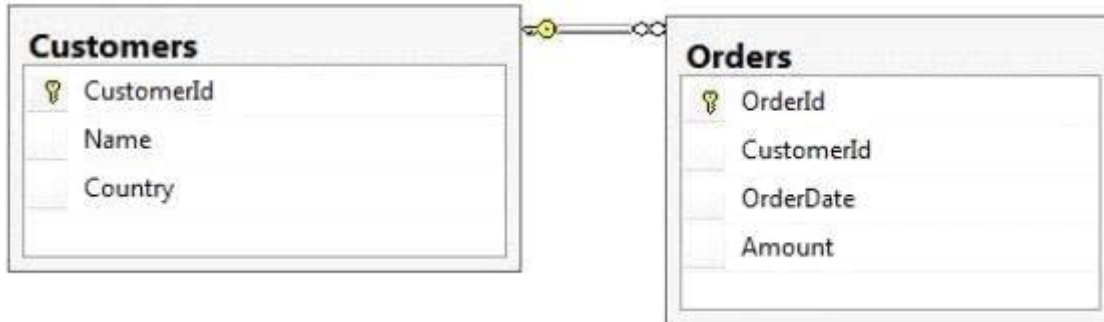 Customers
CustomerId
Name
Country
Orders
OrderId
CustomerId
OrderDate
Amount